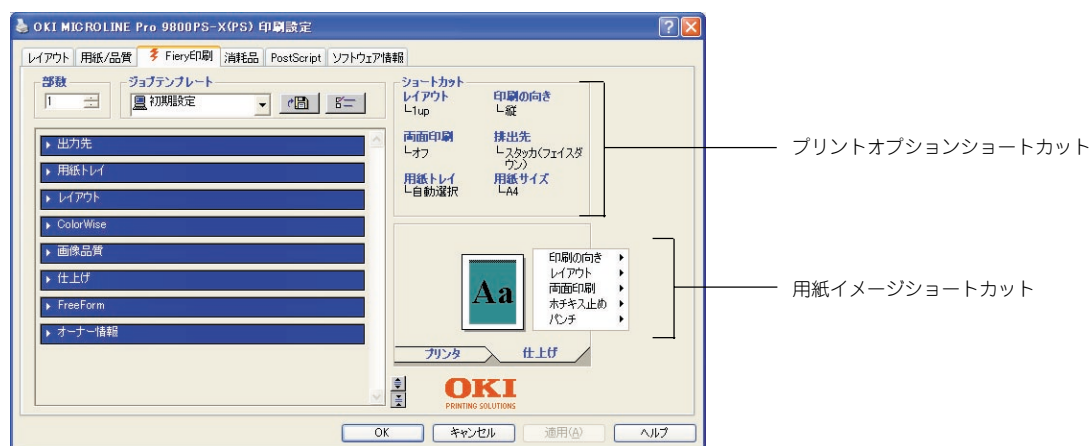 OKI MICROLINE Pro 9800PS-X(PS) 印刷設定
レイアウト 用紙/品質 Fiery印刷 消耗品 PostScript ソフトウェア情報
部数
1
ジョブテンプレート
初期設定
出力先
用紙トレイ
レイアウト
ColorWise
画像品質
仕上げ
FreeForm
オーナー情報
ショートカット
レイアウト 印刷の向き
1up 縦
両面印刷 排出先
オフ スタッカ(フェイスダ
ウン)
用紙トレイ 用紙サイズ
自動選択 A4
プリントオプションショートカット
Aa
印刷の向き
レイアウト
両面印刷
ホチキス止め
パンチ
用紙イメージショートカット
プリンタ 仕上げ
OKI
PRINTING SOLUTIONS
OK キャンセル 適用(A) ヘルプ